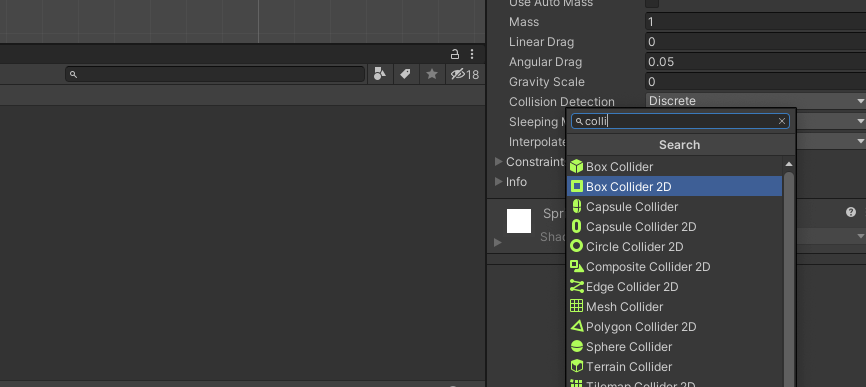 Use Auto Mass
Mass
1
Linear Drag
0
Angular Drag
0.05
18
Gravity Scale
0
Collision Detection
Discrete
Sleeping M
colli
Interpolate
Search
Constraint
Box Collider
Info
Box Collider 2D
Capsule Collider
Spr
Capsule Collider 2D
Shad
Circle Collider 2D
Composite Collider 2D
Edge Collider 2D
Mesh Collider
Polygon Collider 2D
Sphere Collider
Terrain Collider
Tilemap Collider 2D